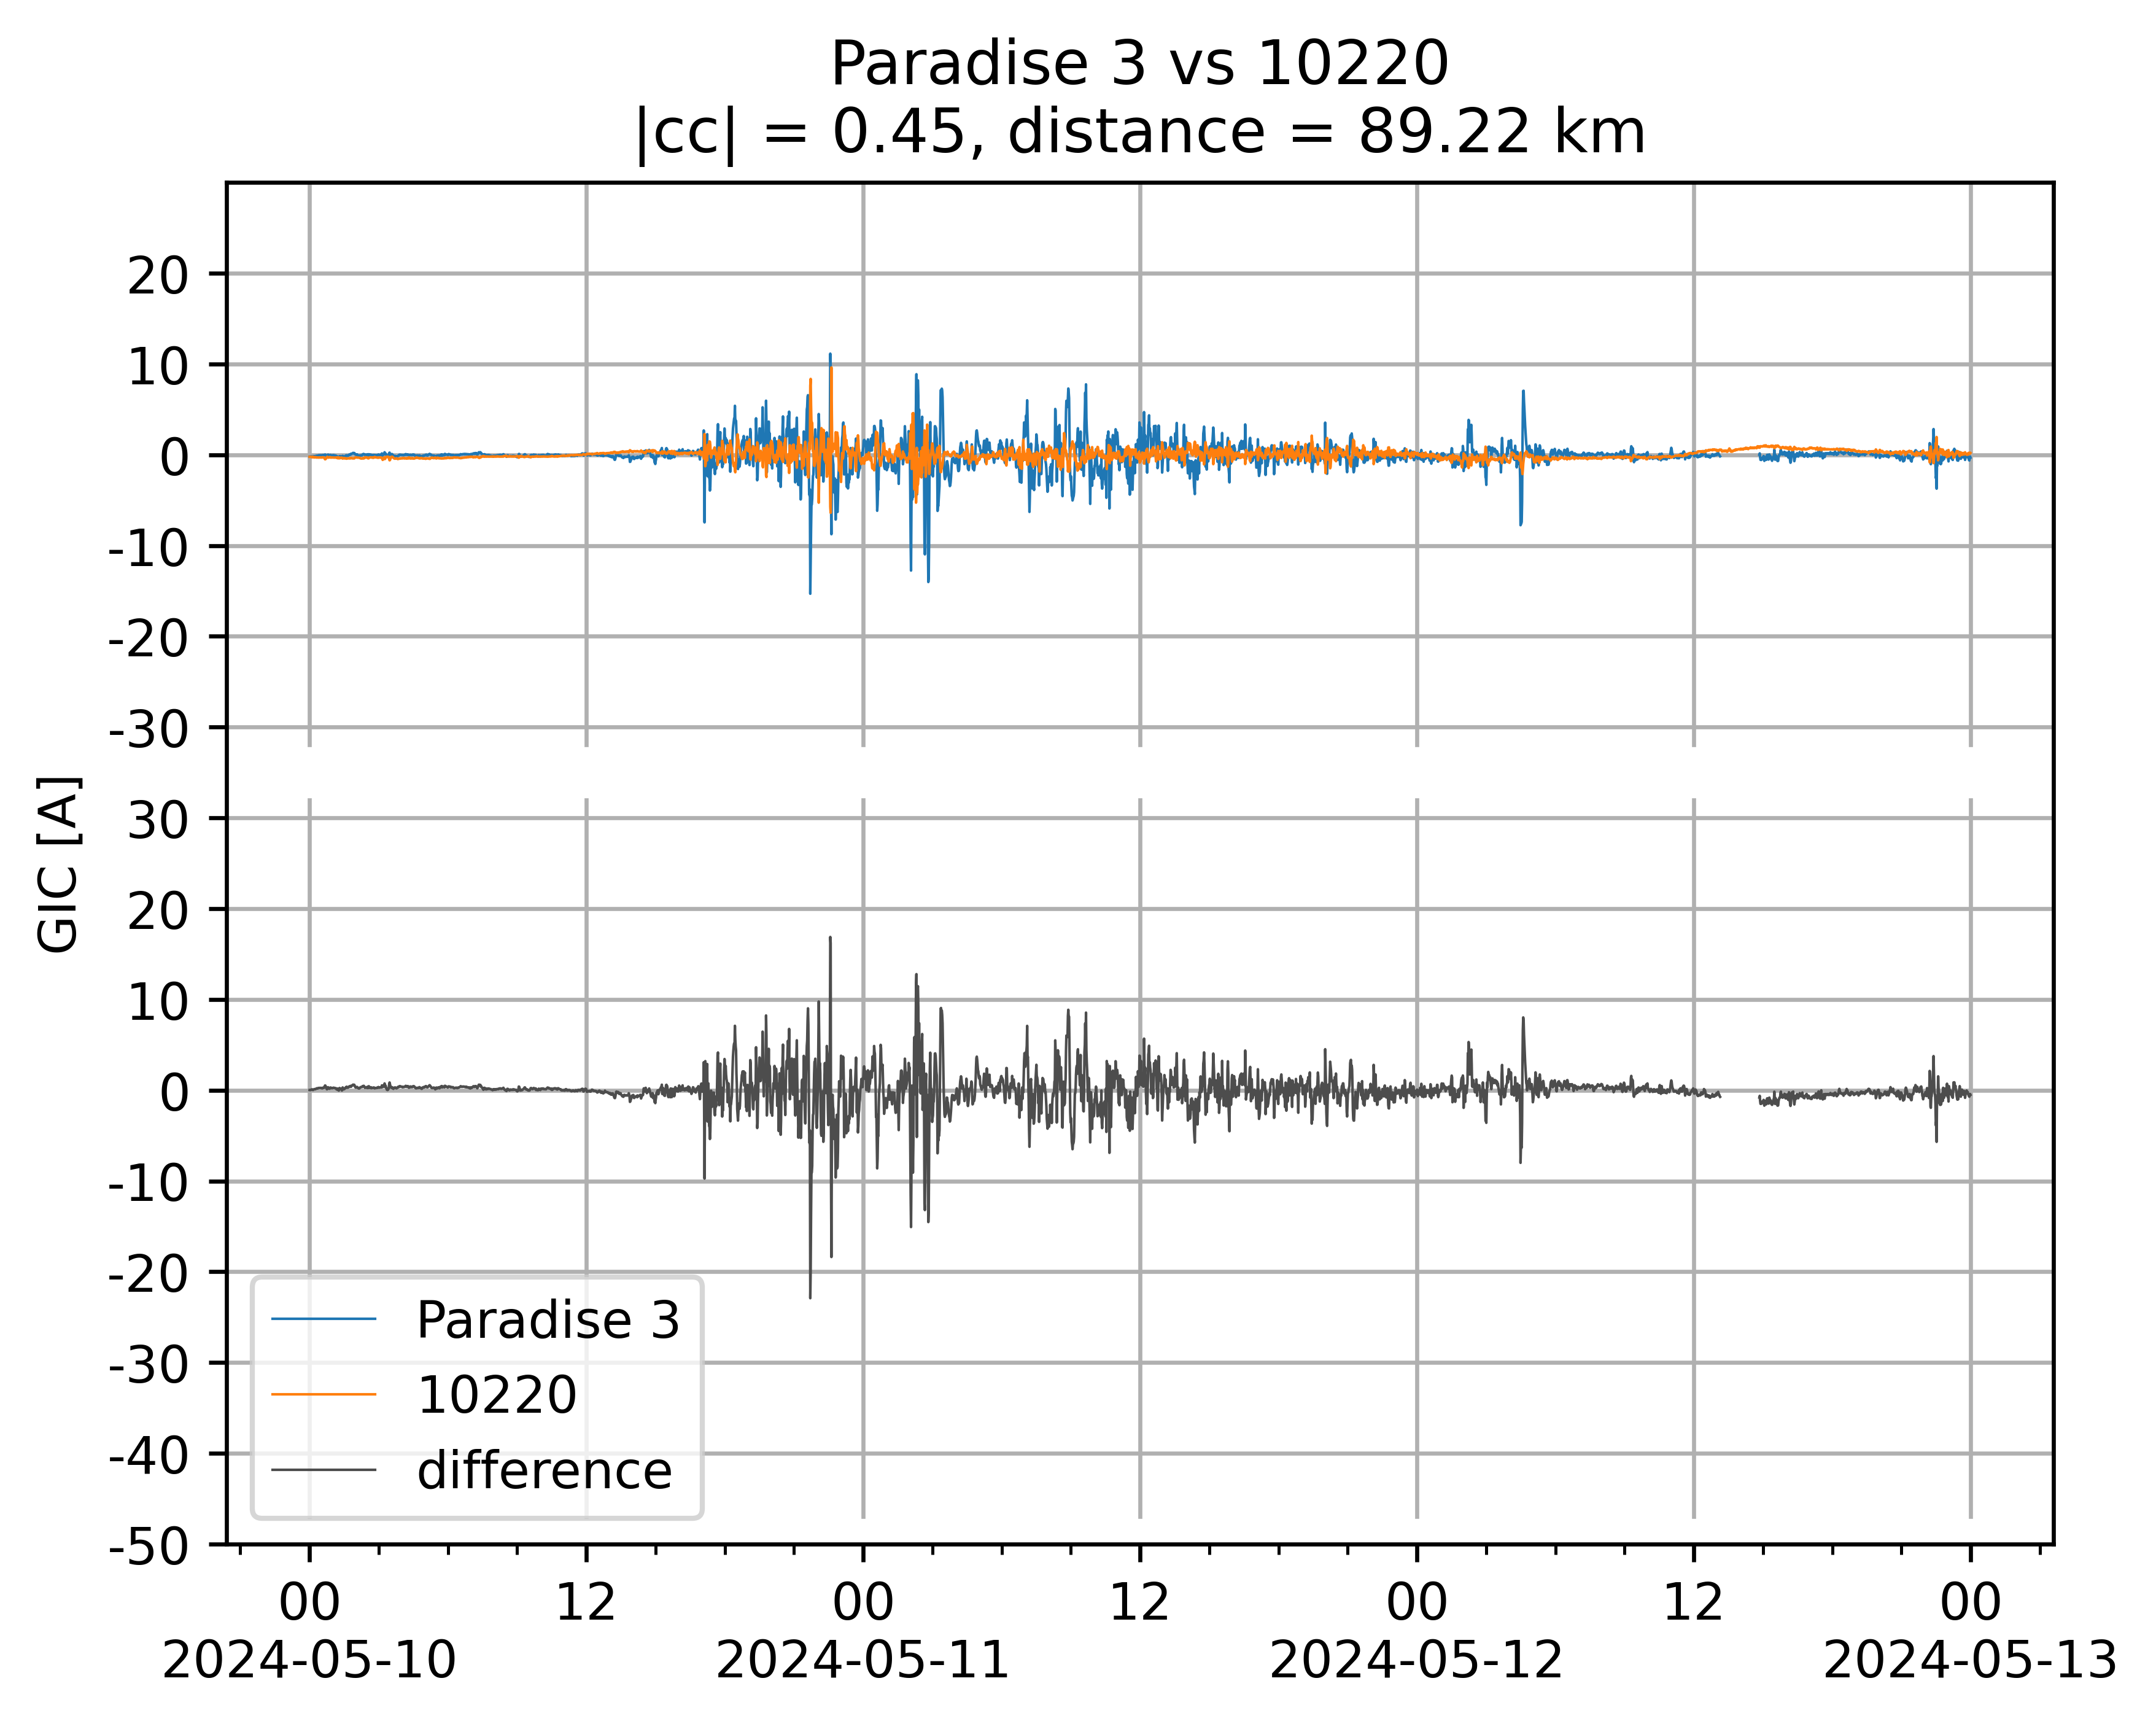 Paradise 3 vs 10220
|cc| = 0.45, distance = 89.22 km
GIC [A]
20
10
0
-10
-20
-30
30
20
10
0
-10
-20
-30
-40
-50
Paradise 3
10220
difference
00 12 00 12 00 12 00
2024-05-10 2024-05-11 2024-05-12 2024-05-13